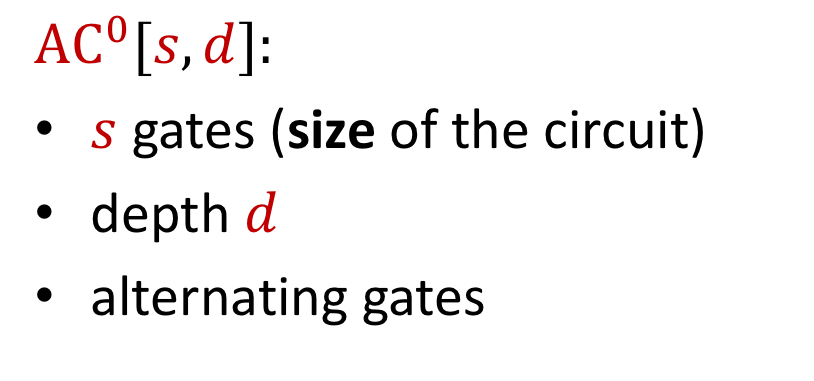 AC⁰[s, d]:
• s gates (size of the circuit)
• depth d
• alternating gates